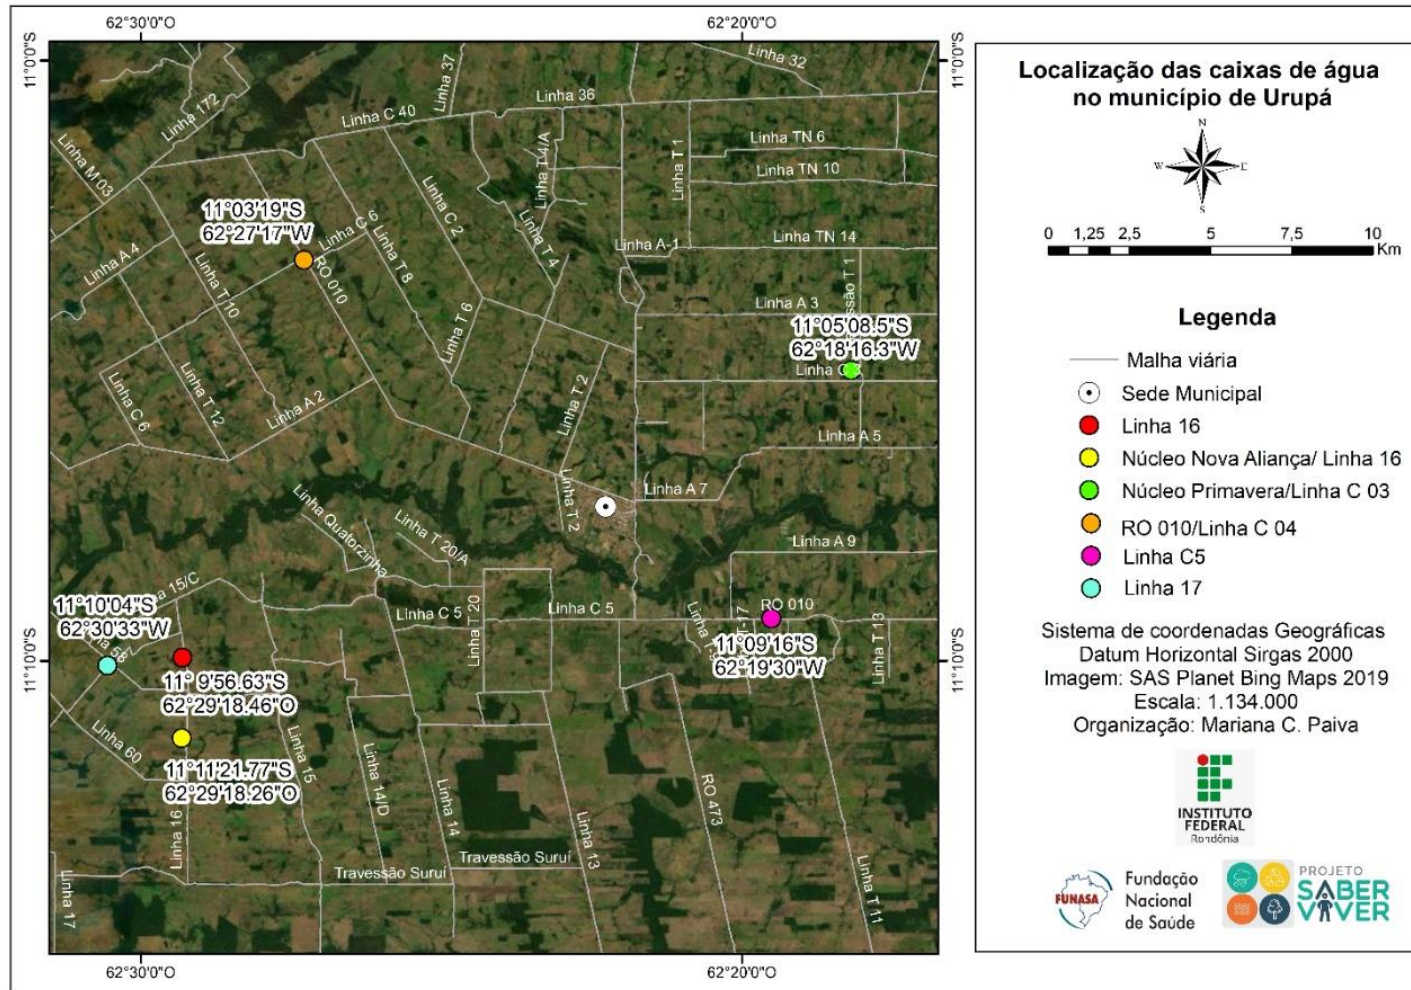 62°30'0"O
62°20'0"O
11°0'0"S
11°0'0"S
Linha 32
Linha 37
Linha 36
Linha C 40
Linha 172
Linha M 03
Linha T 4/A
Linha T 1
Linha TN 6
Linha TN 10
11°03'19"S
62°27'17"W
Linha C 6
Linha C 2
Linha T 4
Linha A-1
Linha TN 14
Linha A 4
Linha T 10
RO 010
Linha T 8
Linha A 3
11°05'08.5"S
62°18'16.3"W
Linha T 6
Linha C 6
Linha T 12
Linha A 2
Linha T 2
Linha A 5
Linha T 2
Linha A 7
Linha Quatorzinha
Linha T 20/A
Linha A 9
15/C
11°10'04"S
62°30'33"W
Linha C 5
Linha T 20
Linha C 5
RO 010
Linha T 13
11°09'16"S
62°19'30"W
11° 9'56.63"S
62°29'18.46"O
11°10'0"S
11°10'0"S
Linha 60
11°11'21.77"S
62°29'18.26"O
Linha 15
Linha 14/D
Linha 14
Linha 13
RO 473
Linha 16
Travessão Suruí
Travessão Suruí
Linha 17
Linha T 11
62°30'0"O
62°20'0"O
Localização das caixas de água
no município de Urupá
N
W
E
S
0 1,25 2,5 5 7,5 10
Km
Legenda
Malha viária
Sede Municipal
Linha 16
Núcleo Nova Aliança/ Linha 16
Núcleo Primavera/Linha C 03
RO 010/Linha C 04
Linha C5
Linha 17
Sistema de coordenadas Geográficas
Datum Horizontal Sirgas 2000
Imagem: SAS Planet Bing Maps 2019
Escala: 1.134.000
Organização: Mariana C. Paiva
INSTITUTO
FEDERAL
Rondônia
FUNASA
Fundação
Nacional
de Saúde
PROJETO
SABER
VIVER